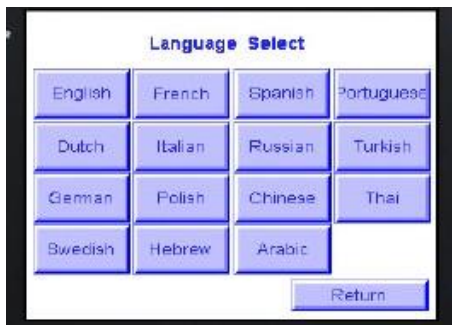 Language Select
English French Spanish Portuguese
Dutch Italian Russian Turkish
German Polish Chinese Thai
Swedish Hebrew Arabic
Return